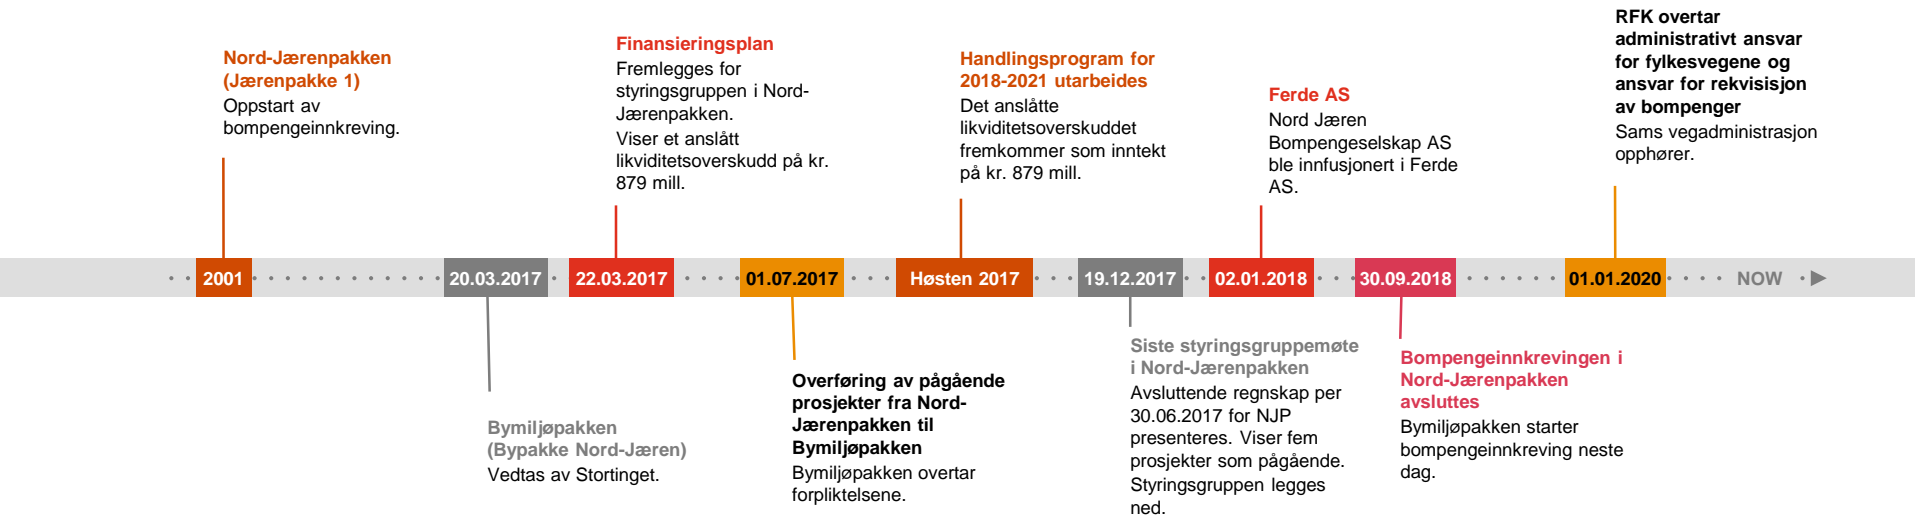 Nord-Jærenpakken
(Jærenpakke 1)
Oppstart av
bompengeinnkreving.
Finansieringsplan
Fremlegges for
styringsgruppen i Nord-
Jærenpakken.
Viser et anslått
likviditetsoverskudd på kr.
879 mill.
Handlingsprogram for
2018-2021 utarbeides
Det anslåtte
likviditetsoverskuddet
fremkommer som inntekt
på kr. 879 mill.
Ferde AS
Nord Jæren
Bompengeselskap AS
ble innfusjonert i Ferde
AS.
RFK overtar
administrativt ansvar
for fylkesvegene og
ansvar for rekvisisjon
av bompenger
Sams vegadministrasjon
opphører.
2001
20.03.2017
22.03.2017
01.07.2017
Høsten 2017
19.12.2017
02.01.2018
30.09.2018
01.01.2020
NOW
Bymiljøpakken
(Bypakke Nord-Jæren)
Vedtas av Stortinget.
Overføring av pågående
prosjekter fra Nord-
Jærenpakken til
Bymiljøpakken
Bymiljøpakken overtar
forpliktelsene.
Siste styringsgruppemøte
i Nord-Jærenpakken
Avsluttende regnskap per
30.06.2017 for NJP
presenteres. Viser fem
prosjekter som pågående.
Styringsgruppen legges
ned.
Bompengeinnkrevingen i
Nord-Jærenpakken
avsluttes
Bymiljøpakken starter
bompengeinnkreving neste
dag.